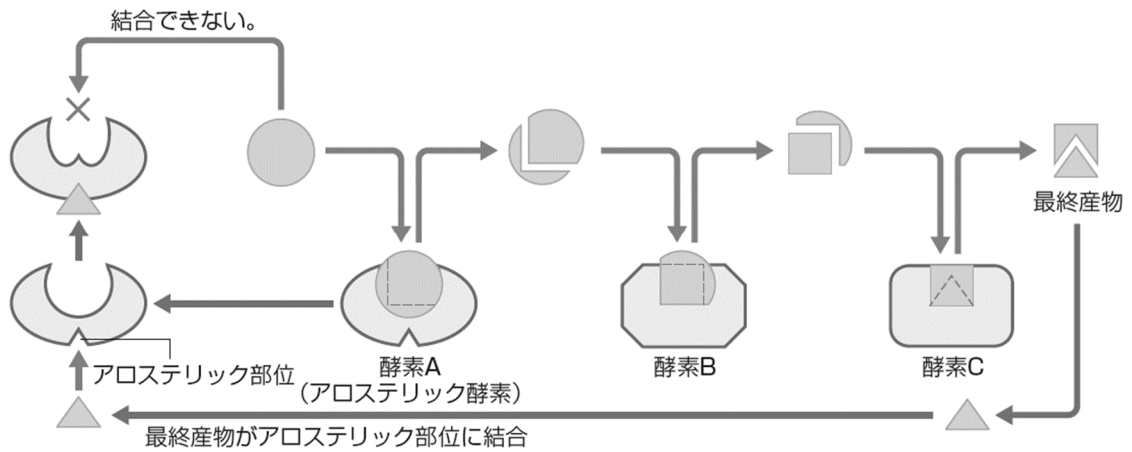 結合できない。
最終産物
アロステリック部位
酵素A
(アロステリック酵素)
酵素B
酵素C
最終産物がアロステリック部位に結合